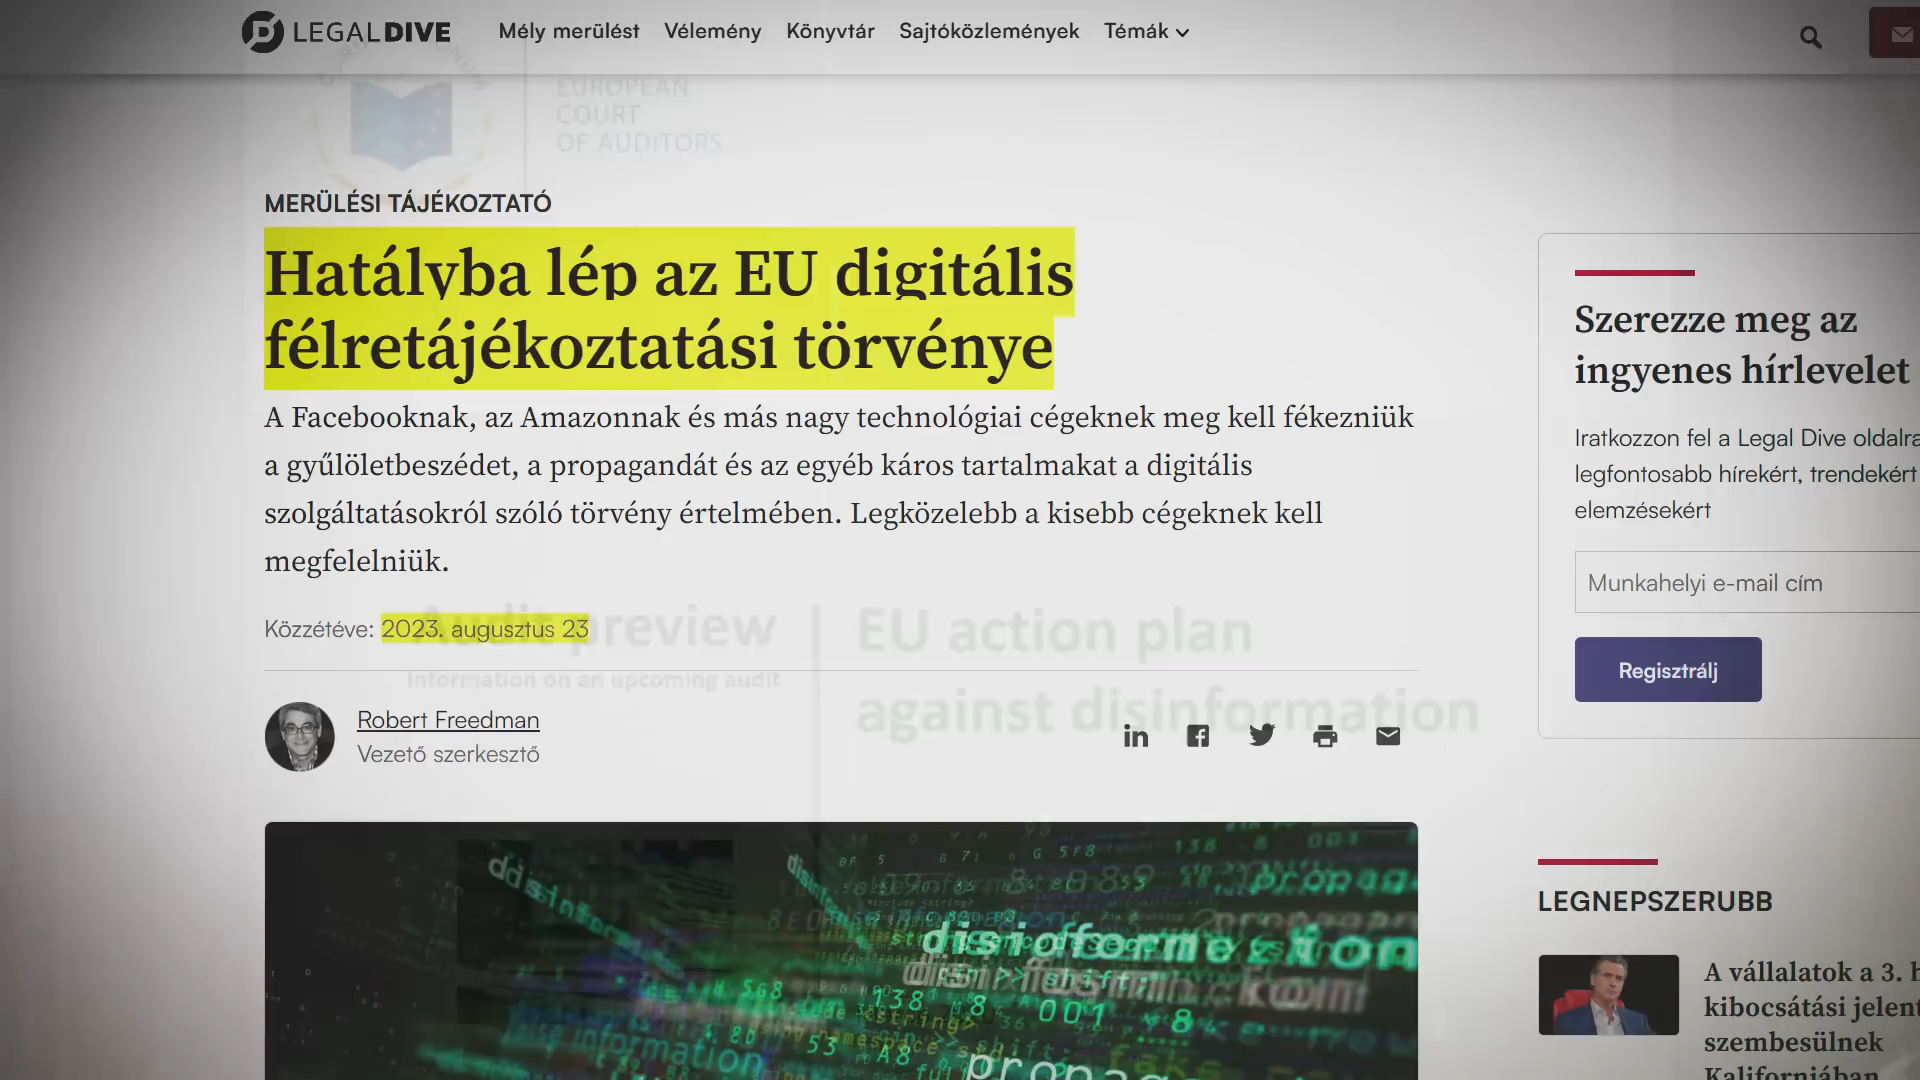 LEGALDIVE
Mély merülést
Vélemény
Könyvtár
Sajtóközlemények
Témák
EUROPEAN
COURT
OF AUDITORS
MERÜLÉSI TÁJÉKOZTATÓ
Hatályba lép az EU digitális
félretájékoztatási törvénye
A Facebooknak, az Amazonnak és más nagy technológiai cégeknek meg kell fékezniük
a gyűlöletbeszédet, a propagandát és az egyéb káros tartalmakat a digitális
szolgáltatásokról szóló törvény értelmében. Legközelebb a kisebb cégeknek kell
megfelelniük.
Közzétéve: 2023. augusztus 23
Audit preview
Information on an upcoming audit
EU action plan
against disinformation
Robert Freedman
Vezető szerkesztő
Szerezze meg az
ingyenes hírlevelet
Iratkozzon fel a Legal Dive
legfontosabb hírekért, trendekért
elemzésekért
Munkahelyi e-mail cím
Regisztrálj
LEGNEPSZERUBB
A vállalatok a 3.
kibocsátási
szembesülnek
Kaliforniában